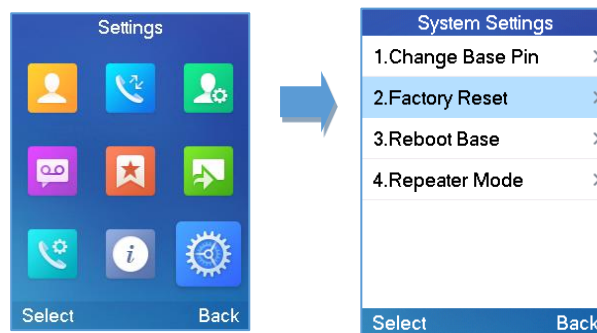 Settings
Select Back
System Settings
1.Change Base Pin
2.Factory Reset
3.Reboot Base
4.Repeater Mode
Select Back